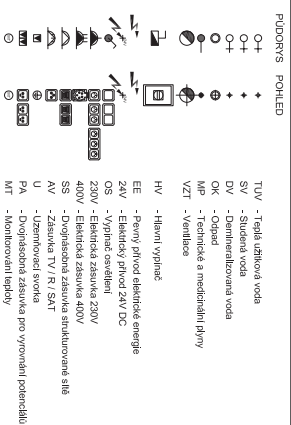 PŮDORYS POHLED
TUV - Teplá užitková voda
SV - Studená voda
DV - Demineralizovaná voda
OK - Odpad
MP - Technické a medicinální plyny
VZT - Ventilace
HV - Hlavní vypínač
EE - Pevný přívod elektrické energie
24V - Elektrický přívod 24V DC
OS - Vypínač osvětlení
230V - Elektrická zásuvka 230V
400V - Elektrická zásuvka 400V
SS - Dvojnásobná zásuvka strukturované sítě
AV - Zásuvka TV / R / SAT
U - Uzemňovací svorka
PA - Dvojnásobná zásuvka pro vyrovnání potenciálů
MT - Monitorování teploty